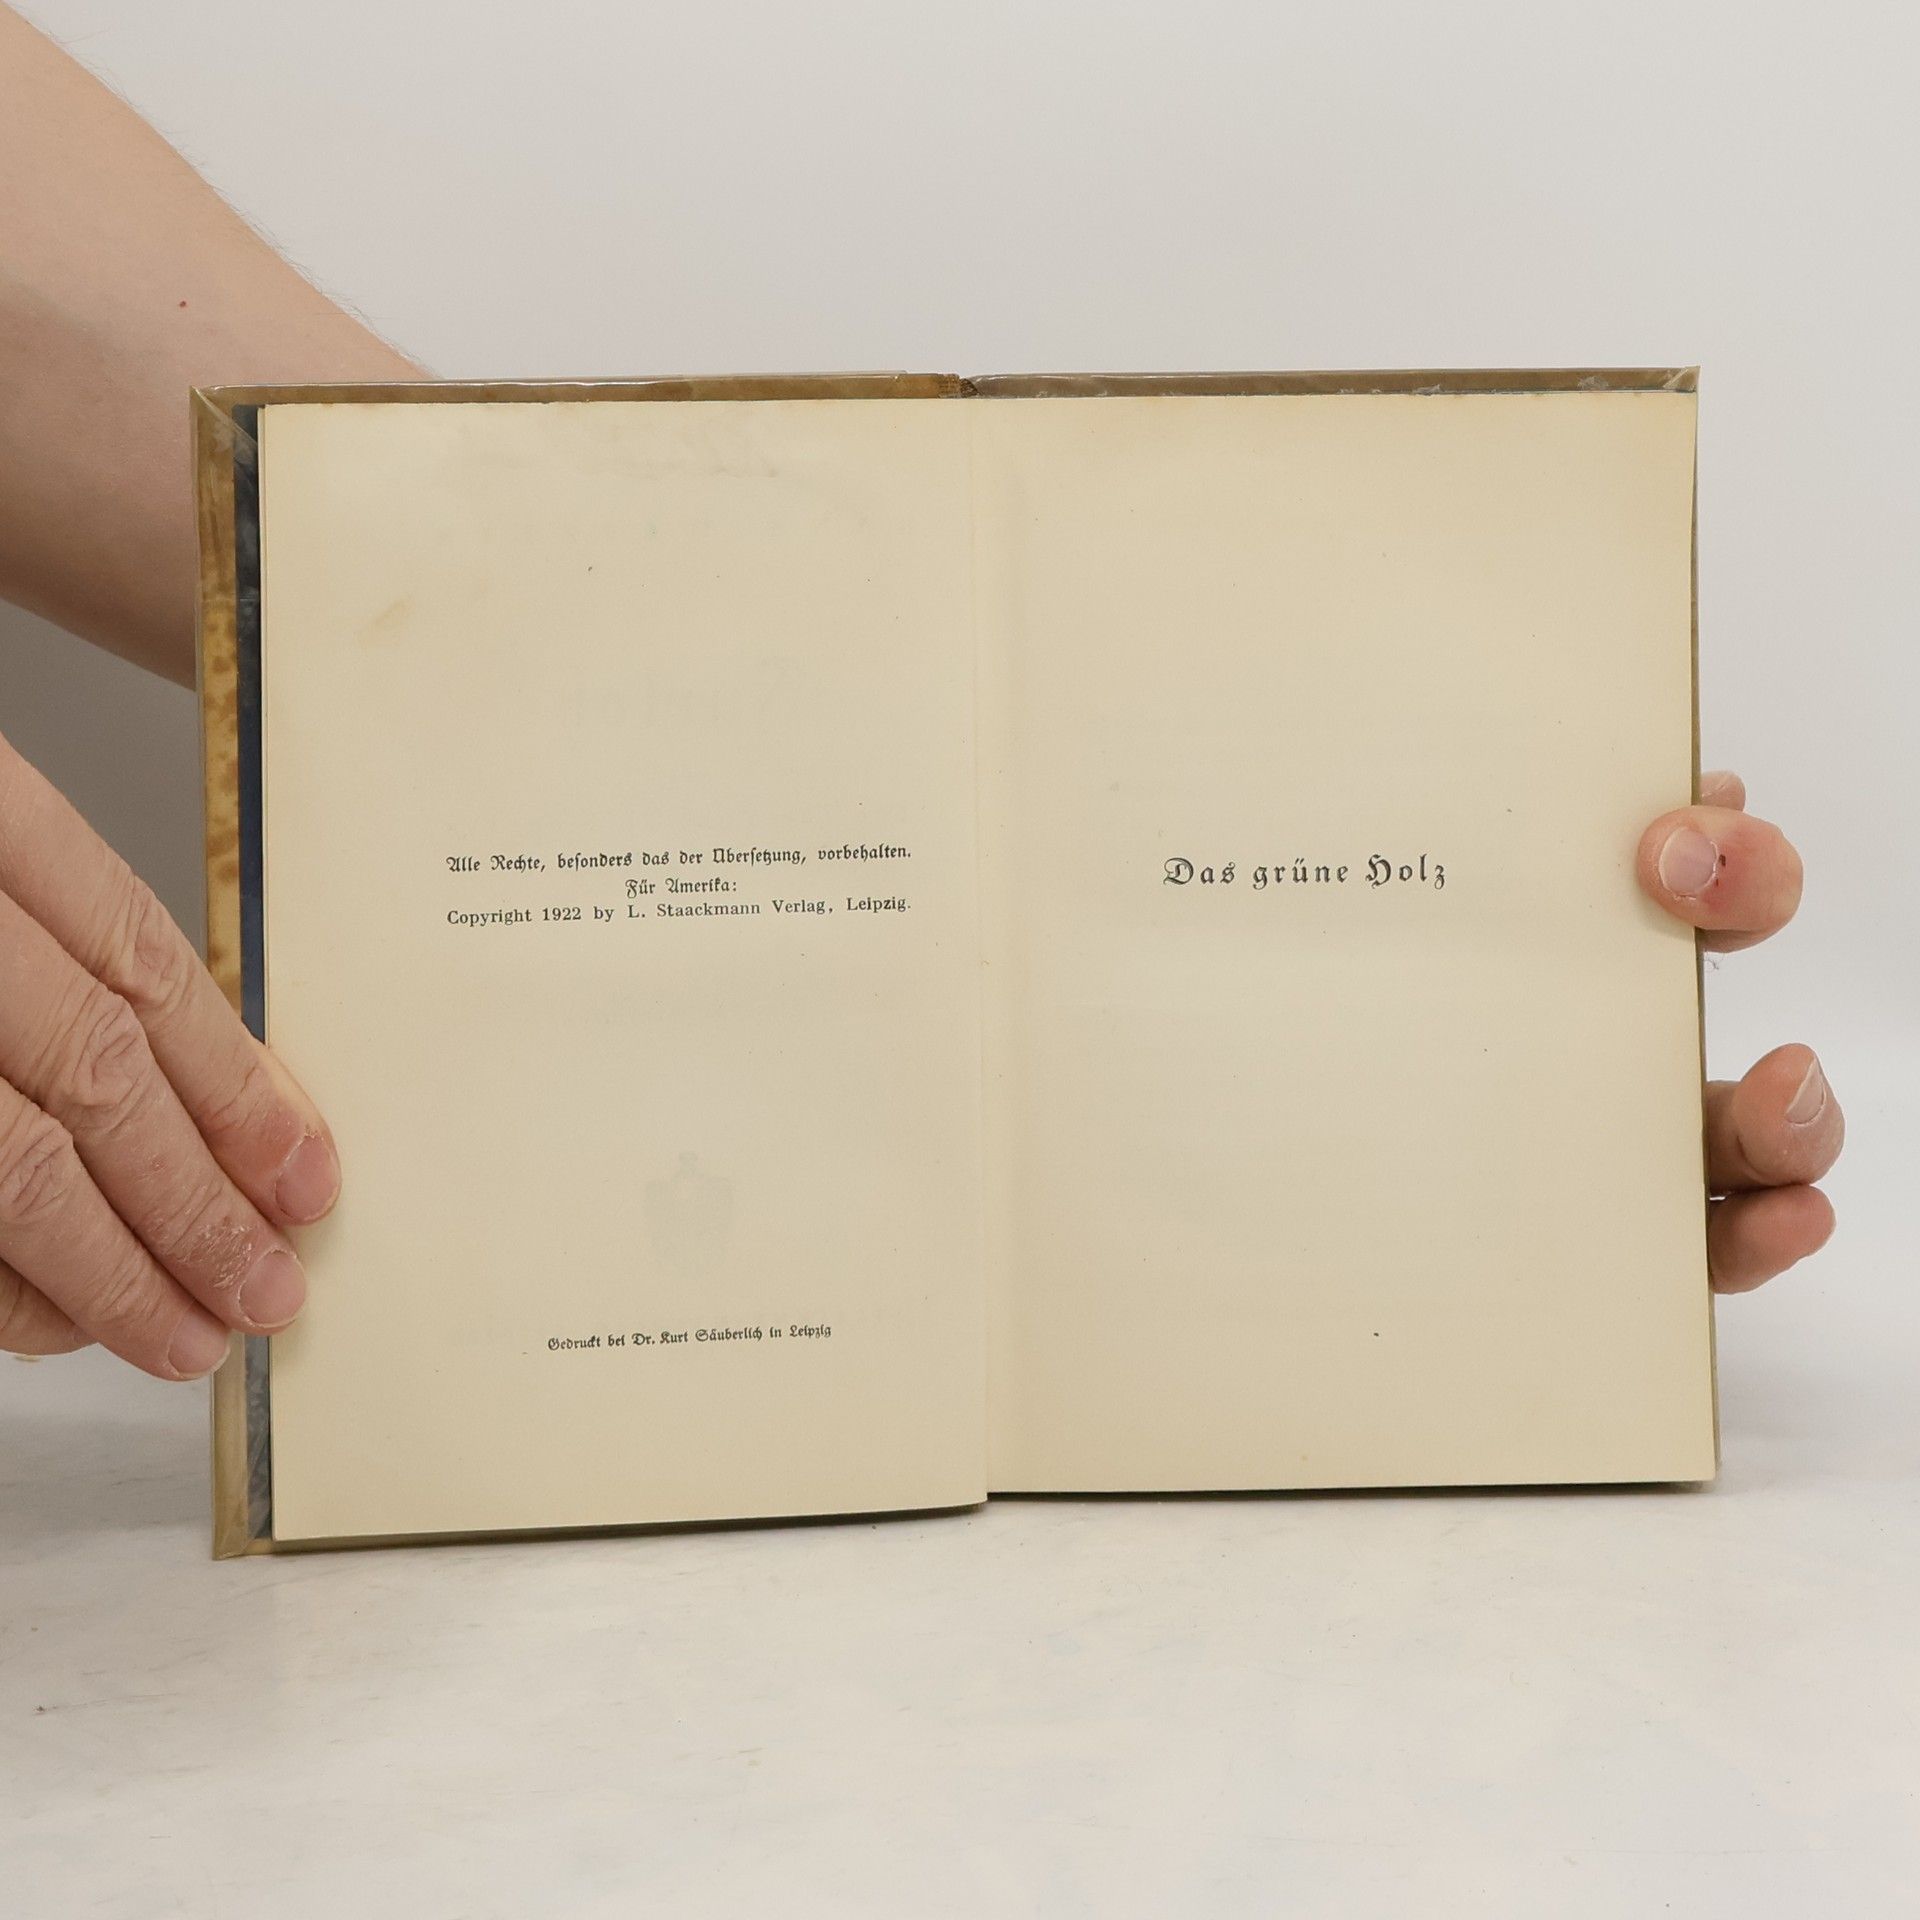 Alle Rechte, besonders das der Übersetzung, vorbehalten.
Für Amerika:
Copyright 1922 by L. Staackmann Verlag, Leipzig.
Gedruckt bei Dr. Kurt Säuberlich in Leipzig
Das grüne Holz